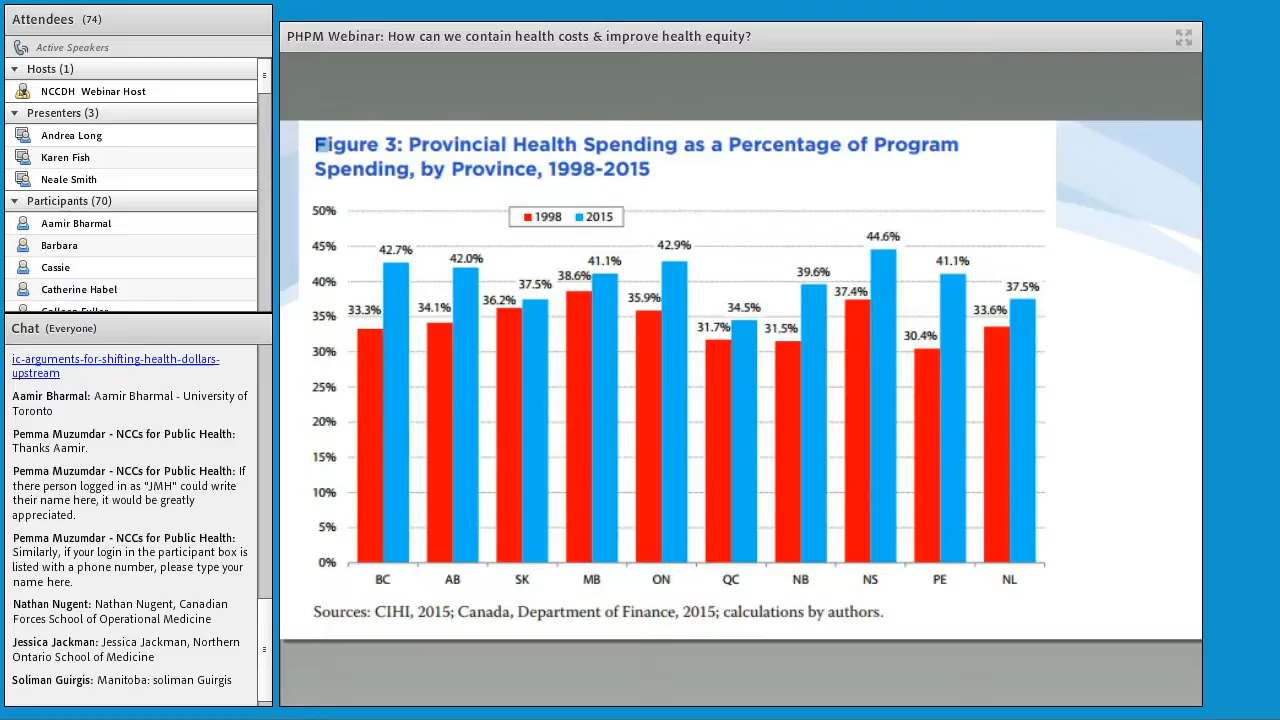 Attendees (74)
Active Speakers
Hosts (1)
NCCDH Webinar Host
Presenters (3)
Andrea Long
Karen Fish
Neale Smith
Participants (70)
Aamir Bharmal
Barbara
Cassie
Catherine Habel
Chat (Everyone)
ic-arguments-for-shifting-health-dollars-
upstream
Aamir Bharmal: Aamir Bharmal - University of
Toronto
Pemma Muzumdar - NCCs for Public Health:
Thanks Aamir.
Pemma Muzumdar - NCCs for Public Health: If
there person logged in as "JMH" could write
their name here, it would be greatly
appreciated.
Pemma Muzumdar - NCCs for Public Health:
Similarly, if your login in the participant box is
listed with a phone number, please type your
name here.
Nathan Nugent: Nathan Nugent, Canadian
Forces School of Operational Medicine
Jessica Jackman: Jessica Jackman, Northern
Ontario School of Medicine
Soliman Guirgis: Manitoba: soliman Guirgis
PHPM Webinar: How can we contain health costs & improve health equity?
Figure 3: Provincial Health Spending as a Percentage of Program
Spending, by Province, 1998-2015
1998 2015
50%
45%
40%
35%
30%
25%
20%
15%
10%
5%
0%
33.3% 42.7%
34.1% 42.0%
36.2% 37.5%
38.6% 41.1%
35.9% 42.9%
31.7% 34.5%
31.5% 39.6%
37.4% 44.6%
30.4% 41.1%
33.6% 37.5%
BC AB SK MB ON QC NB NS PE NL
Sources: CIHI, 2015; Canada, Department of Finance, 2015; calculations by authors.